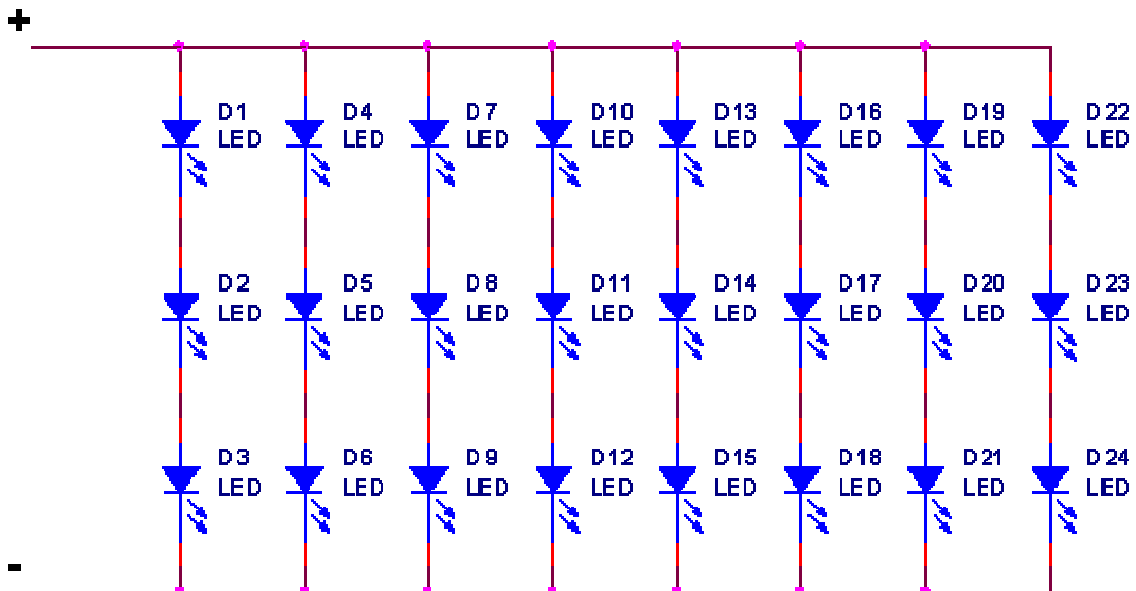 +
D1 D4 D7 D10 D13 D16 D19 D22
LED LED LED LED LED LED LED LED
D2 D5 D8 D11 D14 D17 D20 D23
LED LED LED LED LED LED LED LED
D3 D6 D9 D12 D15 D18 D21 D24
LED LED LED LED LED LED LED LED
-